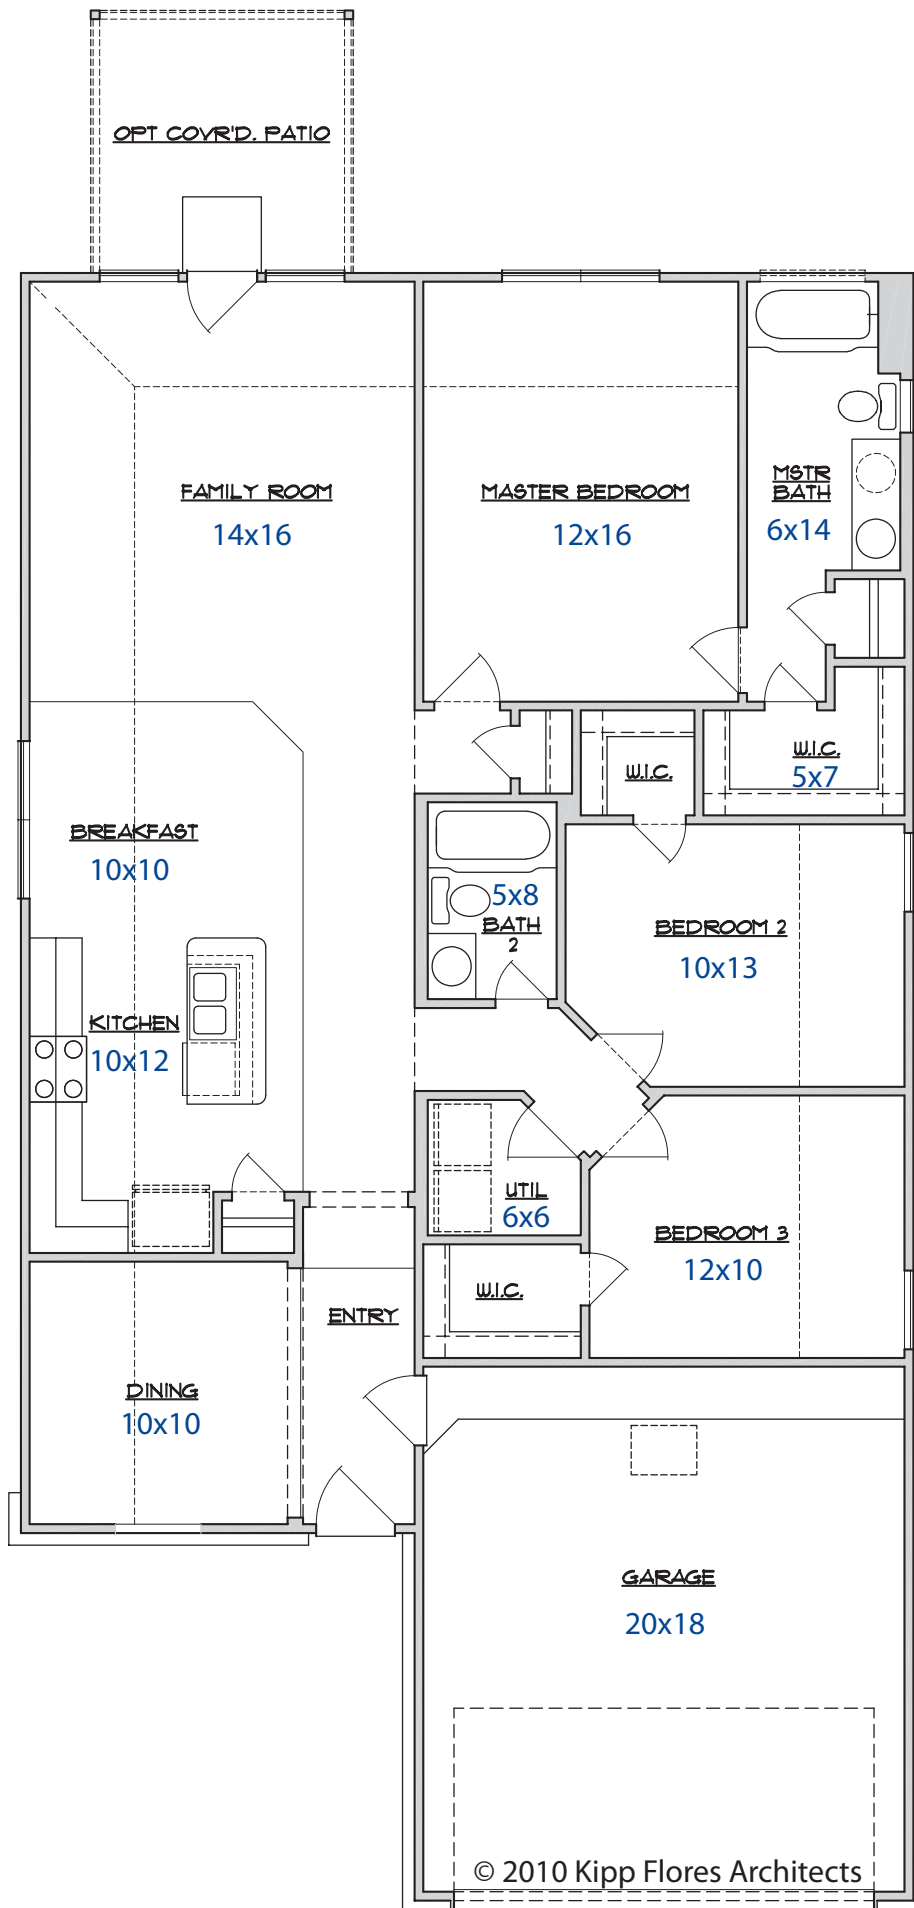 OPT COVR'D. PATIO
FAMILY ROOM
14x16
MASTER BEDROOM
12x16
MSTR
BATH
6x14
W.I.C.
5x7
W.I.C.
BREAKFAST
10x10
5x8
BATH
2
BEDROOM 2
10x13
KITCHEN
10x12
UTIL
6x6
BEDROOM 3
12x10
W.I.C.
ENTRY
DINING
10x10
GARAGE
20x18
© 2010 Kipp Flores Architects